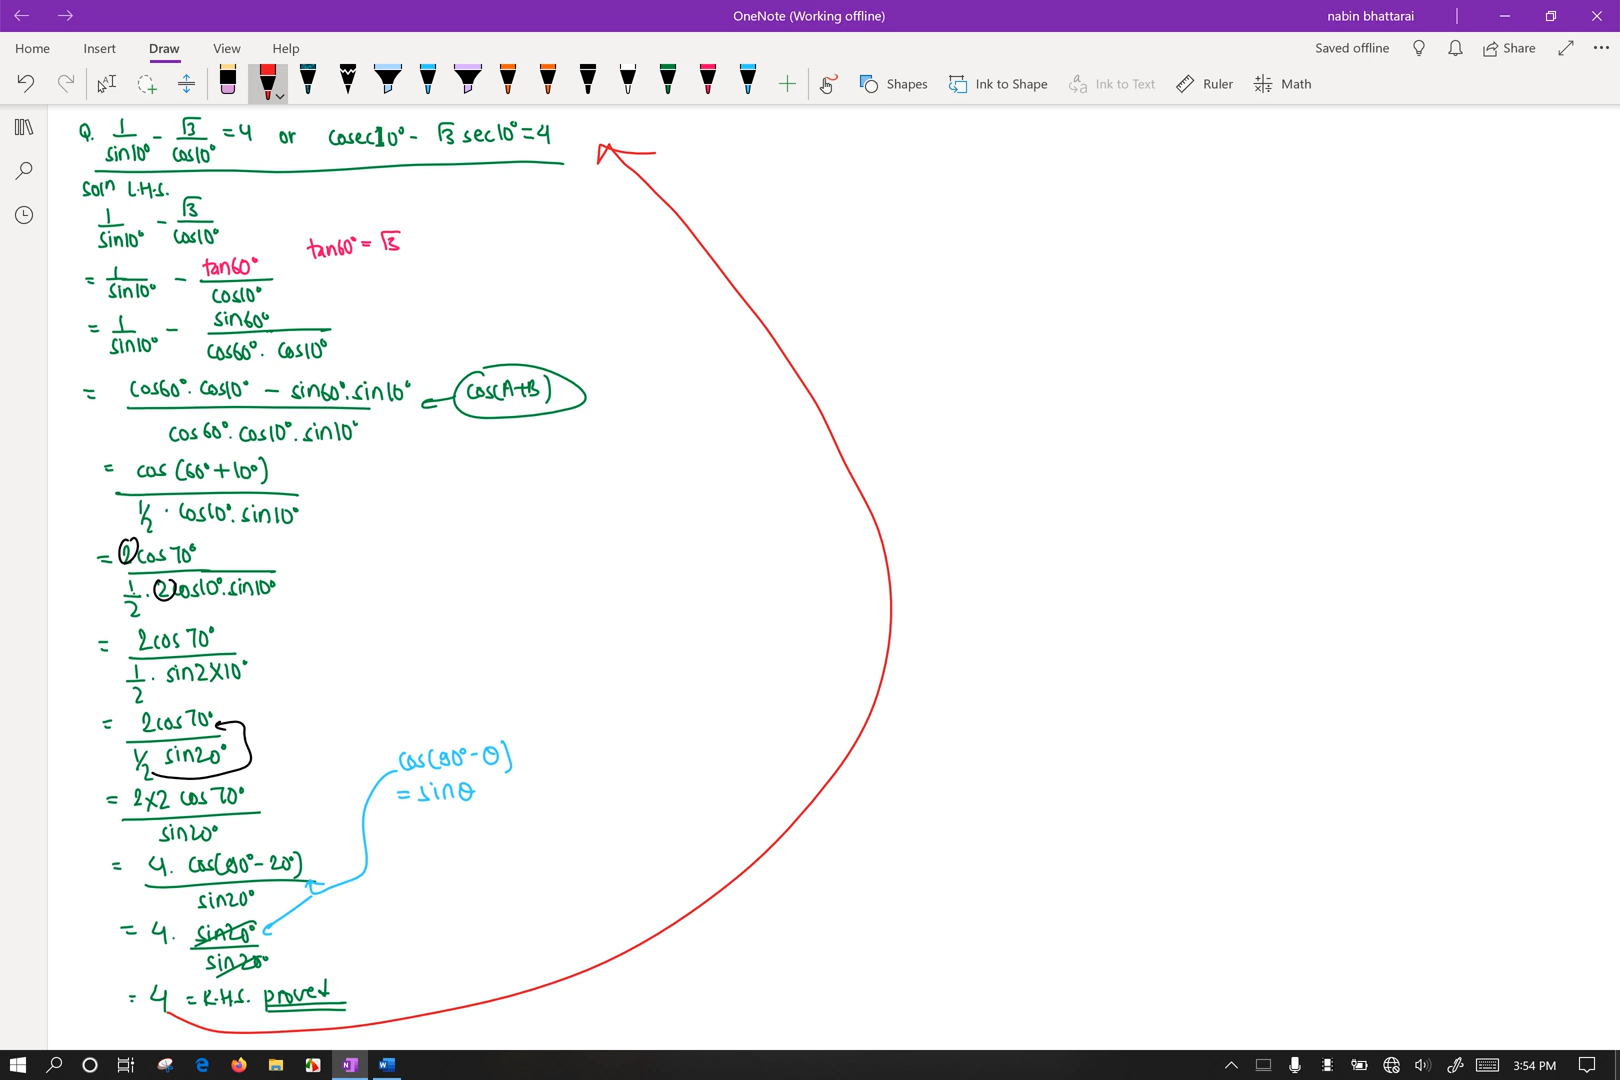 OneNote (Working offline)
nabin bhattarai
Home Insert Draw View Help
Saved offline
Share
Shapes
Ink to Shape
Ink to Text
Ruler
Math
Q. 1/sin10° - √3/cos10° = 4 or cosec10° - √3 sec10° = 4
Soln L.H.S.
1/sin10° - √3/cos10°
tan60° = √3
= 1/sin10° - tan60°/cos10°
= 1/sin10° - sin60°/cos60°. cos10°
= cos60°. cos10° - sin60°. sin10°/cos60°. cos10°. sin10°
cos(A+B)
= cos (60°+10°)/1/2 . cos10°. sin10°
= 2cos70°/1/2 . 2cos10°. sin10°
= 2cos70°/1/2 . sin2×10°
= 2cos70°/1/2 sin20°
cos(90°-θ)
= sinθ
= 2×2 cos70°/sin20°
= 4. cos(90°-20°)/sin20°
= 4. sin20°/sin20°
= 4 = R.H.S. proved
3:54 PM